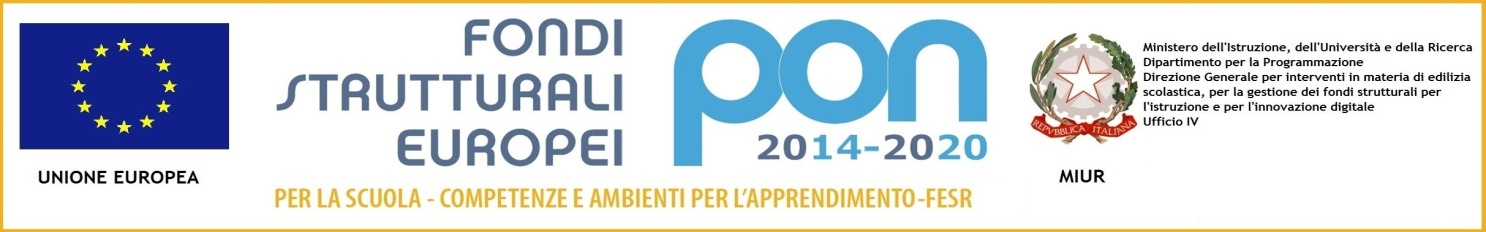 UNIONE EUROPEA
FONDI
STRUTTURALI
EUROPEI
pon
2014-2020
PER LA SCUOLA - COMPETENZE E AMBIENTI PER L'APPRENDIMENTO-FESR
REPVBBLICA ITALIANA
MIUR
Ministero dell'Istruzione, dell'Università e della Ricerca
Dipartimento per la Programmazione
Direzione Generale per interventi in materia di edilizia
scolastica, per la gestione dei fondi strutturali per
l'istruzione e per l'innovazione digitale
Ufficio IV